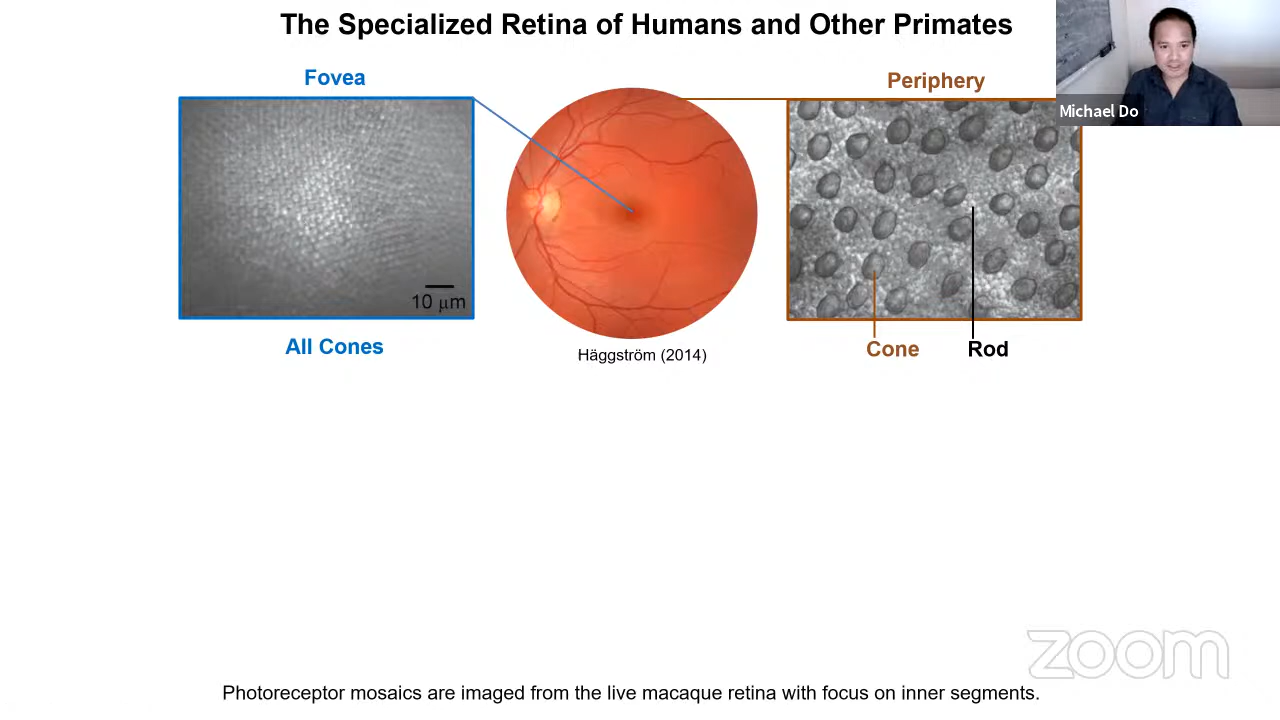 The Specialized Retina of Humans and Other Primates
Fovea
Periphery
Michael Do
10 μm
All Cones
Häggström (2014)
Cone
Rod
zoom
Photoreceptor mosaics are imaged from the live macaque retina with focus on inner segments.